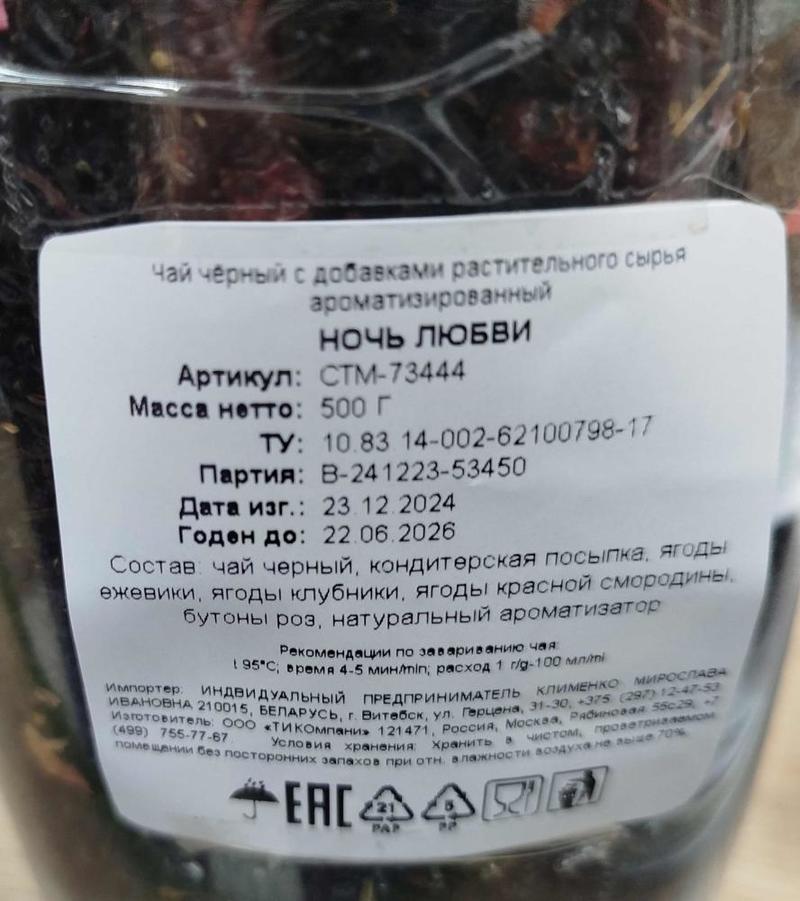 Чай чёрный с добавками растительного сырья
ароматизированный
НОЧЬ ЛЮБВИ
Артикул: СТМ-73444
Масса нетто: 500 Г
ТУ: 10.83.14-002-62100798-17
Партия: В-241223-53450
Дата изг.: 23.12.2024
Годен до: 22.06.2026
Состав: чай черный, кондитерская посыпка, ягоды
ежевики, ягоды клубники, ягоды красной смородины,
бутоны роз, натуральный ароматизатор
Рекомендации по завариванию чая:
t 95°C; время 4-5 мин/min; расход 1 г/g-100 мл/ml
Импортер: ИНДВИДУАЛЬНЫЙ ПРЕДПРИНИМАТЕЛЬ КЛИМЕНКО МИРОСЛАВА
ИВАНОВНА 210015, БЕЛАРУСЬ, г. Витебск, ул. Герцена, 31-30, +375 (297) 12-47-53
Изготовитель: ООО «ТИКОмпани» 121471, Россия, Москва, Рябиновая 55с29, +7
(499) 755-77-67. Условия хранения: Хранить в чистом, проветриваемом
помещении без посторонних запахов при отн. влажности воздуха не выше 70%.
EAC 21 5
PAP PP